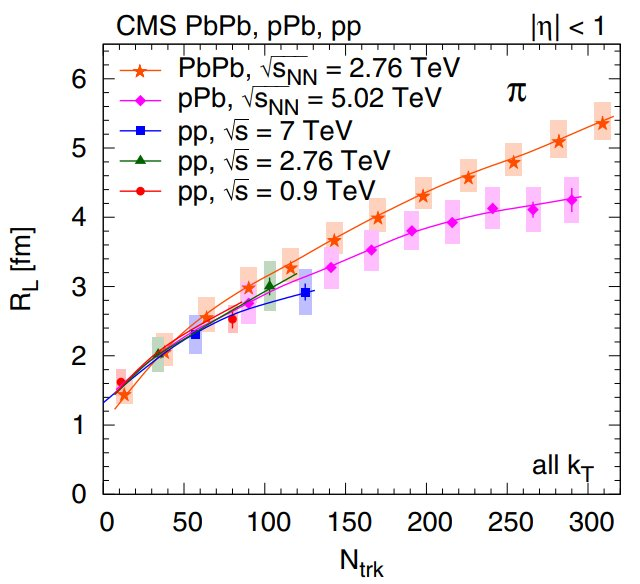 CMS PbPb, pPb, pp |η| < 1
PbPb, √sNN = 2.76 TeV
pPb, √sNN = 5.02 TeV
pp, √s = 7 TeV
pp, √s = 2.76 TeV
pp, √s = 0.9 TeV
π
RL [fm]
6
5
4
3
2
1
0
all kT
0 50 100 150 200 250 300
Ntrk